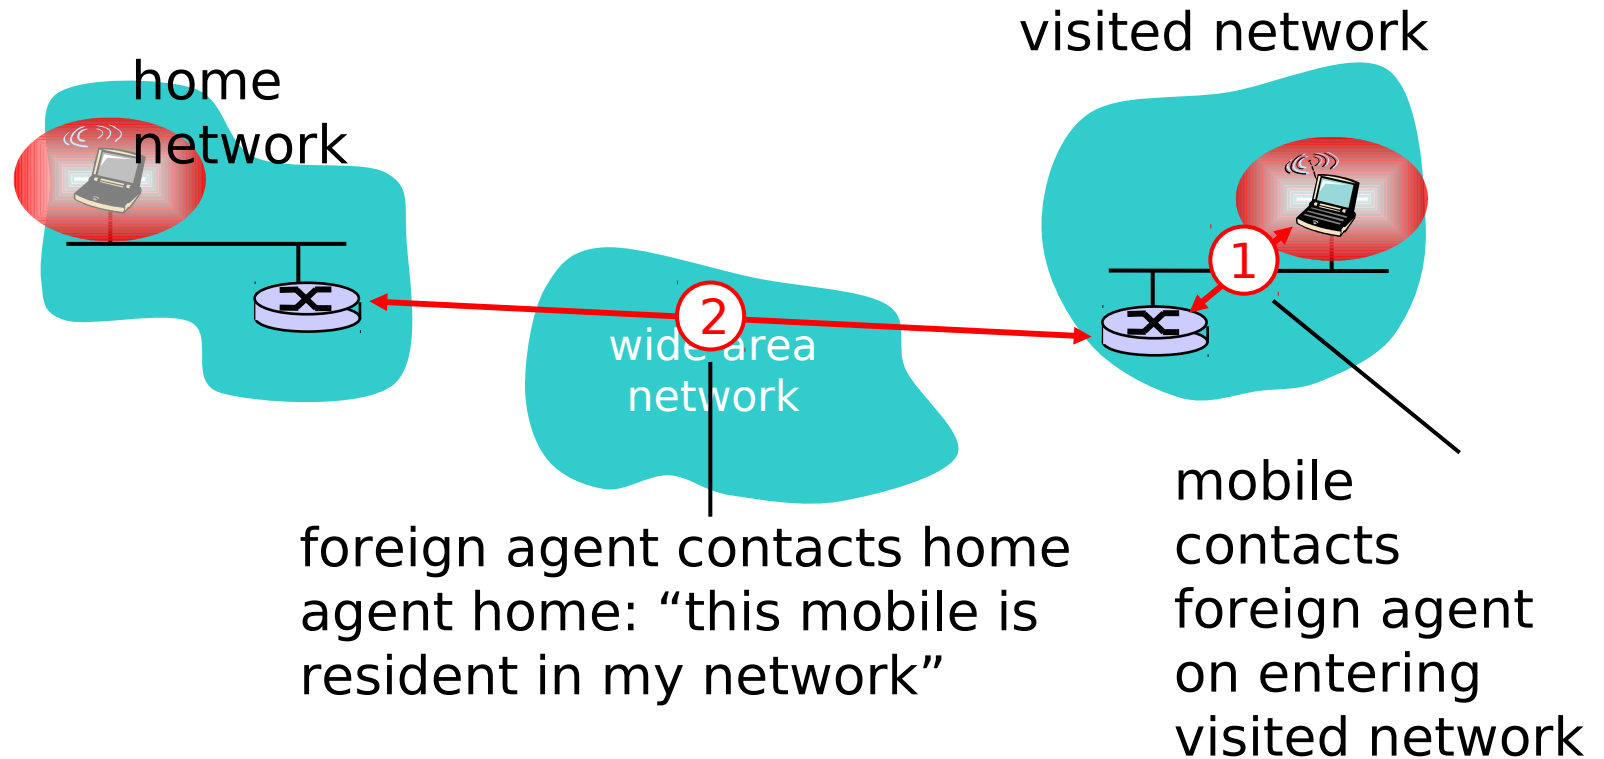 visited network
home
network
1
2
wide area
network
mobile
contacts
foreign agent
on entering
visited network
foreign agent contacts home
agent home: “this mobile is
resident in my network”